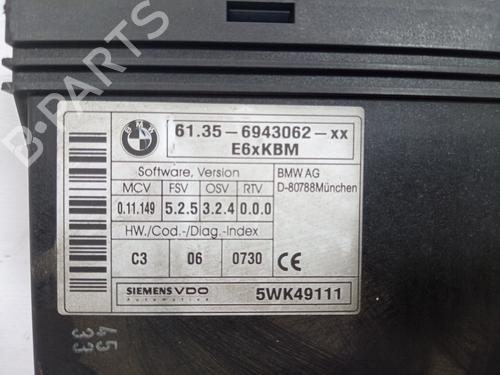 B-PARTS
BMW
61.35 - 6943062 - xx
E6xKBM
Software, Version
BMW AG
D-80788München
MCV FSV OSV RTV
0.11.149 5.2.5 3.2.4 0.0.0
HW./Cod.-/Diag.-Index
C3 06 0730 CE
SIEMENS VDO
Automotive
5WK49111
45
33